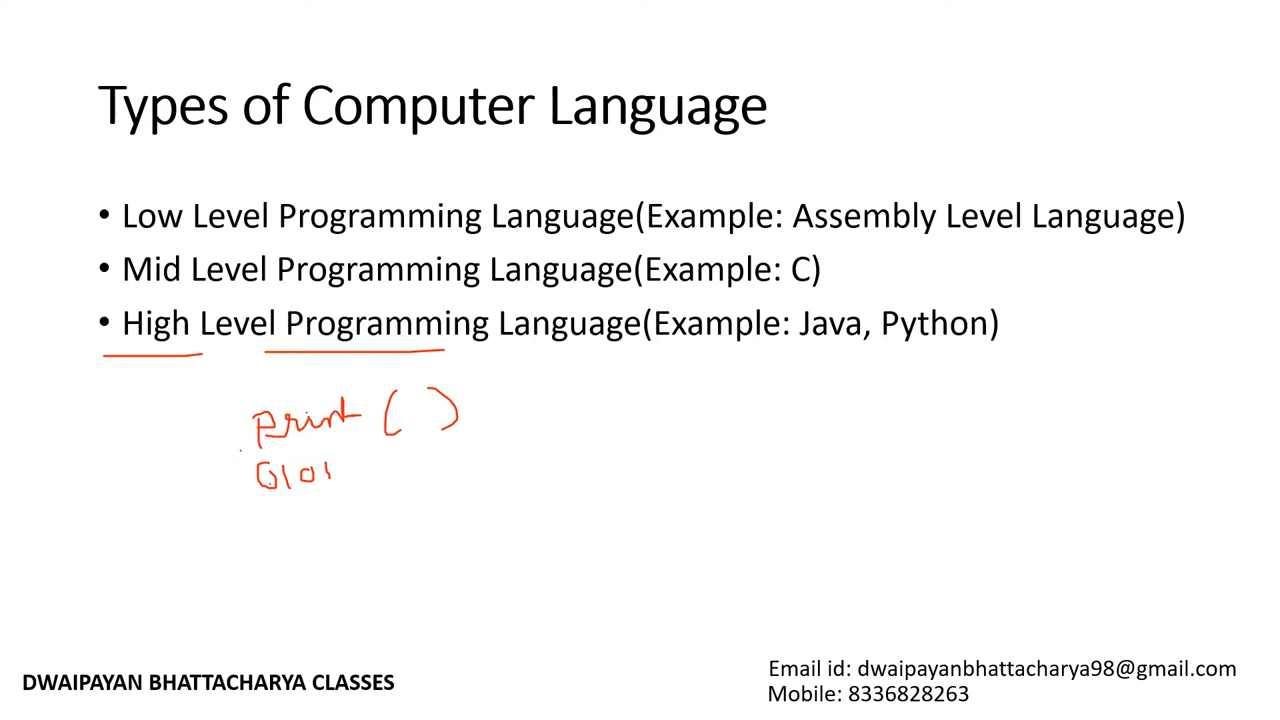 Types of Computer Language
• Low Level Programming Language(Example: Assembly Level Language)
• Mid Level Programming Language(Example: C)
• High Level Programming Language(Example: Java, Python)
print ( )
0101
DWAIPAYAN BHATTACHARYA CLASSES
Email id: dwaipayanbhattacharya98@gmail.com
Mobile: 8336828263